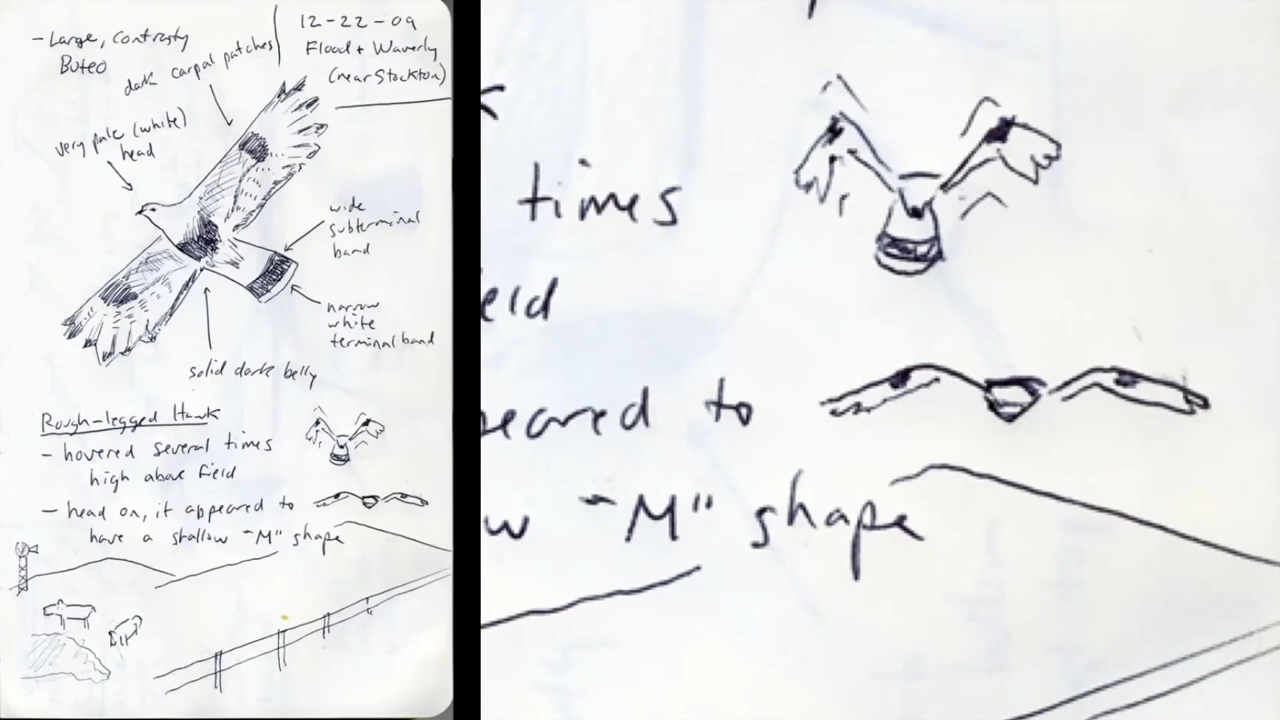 - Large, contrasty
Buteo
dark carpal patches
12-22-09
Flood + Waverly
(near Stockton)
very pale (white)
head
wide
subterminal
band
narrow
white
terminal band
solid dark belly
Rough-legged Hawk
- hovered several times
high above field
- head on, it appeared to
have a shallow "M" shape
times
eld
peared to
w "M" shape